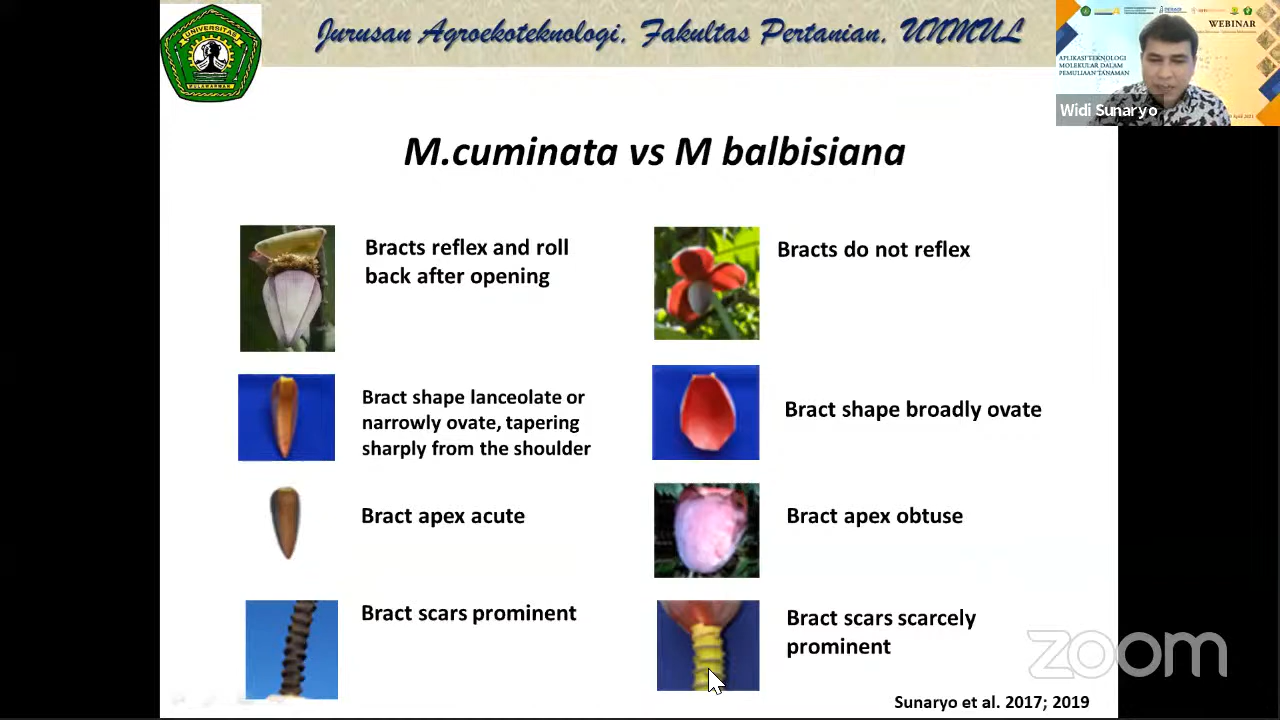 UNIVERSITAS
MULAWARMAN
Jurusan Agroekoteknologi, Fakultas Pertanian, UNMUL
WEBINAR
APLIKASI TEKNOLOGI
MOLEKULAR DALAM
PEMULIAAN TANAMAN
Widi Sunaryo
M.cuminata vs M balbisiana
Bracts reflex and roll
back after opening
Bracts do not reflex
Bract shape lanceolate or
narrowly ovate, tapering
sharply from the shoulder
Bract shape broadly ovate
Bract apex acute
Bract apex obtuse
Bract scars prominent
Bract scars scarcely
prominent
zoom
Sunaryo et al. 2017; 2019